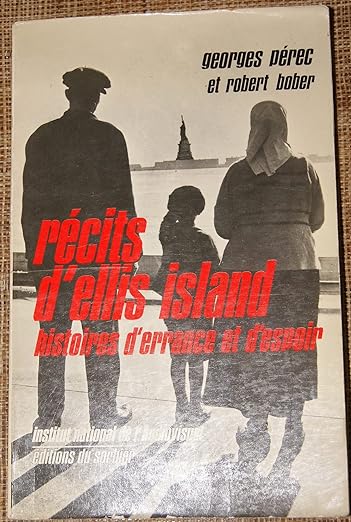 georges pérec
et robert bober
récits
d'ellis island
histoires d'errance et d'espoir
institut national de l'audiovisuel
éditions du sorbier